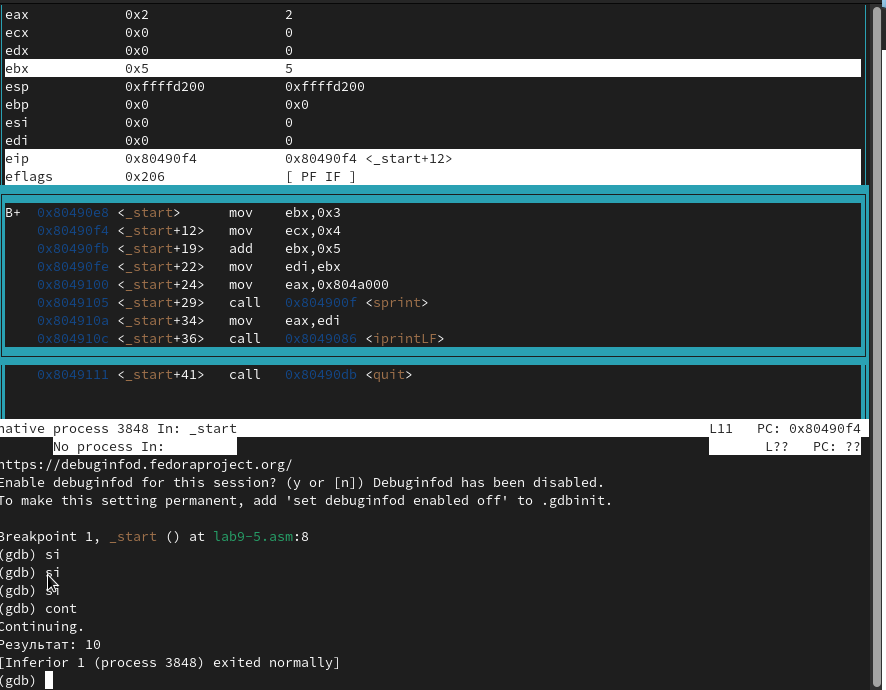 eax 0x2 2
ecx 0x0 0
edx 0x0 0
ebx 0x5 5
esp 0xffffd200 0xffffd200
ebp 0x0 0x0
esi 0x0 0
edi 0x0 0
eip 0x80490f4 0x80490f4 <_start+12>
eflags 0x206 [ PF IF ]
B+ 0x80490e8 <_start> mov ebx,0x3
0x80490f4 <_start+12> mov ecx,0x4
0x80490fb <_start+19> add ebx,0x5
0x80490fe <_start+22> mov edi,ebx
0x8049100 <_start+24> mov eax,0x804a000
0x8049105 <_start+29> call 0x804900f <sprint>
0x804910a <_start+34> mov eax,edi
0x804910c <_start+36> call 0x8049086 <iprintLF>
0x8049111 <_start+41> call 0x80490db <quit>
native process 3848 In: _start L11 PC: 0x80490f4
No process In: L?? PC: ??
https://debuginfod.fedoraproject.org/
Enable debuginfod for this session? (y or [n]) Debuginfod has been disabled.
To make this setting permanent, add 'set debuginfod enabled off' to .gdbinit.
Breakpoint 1, _start () at lab9-5.asm:8
(gdb) si
(gdb) si
(gdb) si
(gdb) cont
Continuing.
Результат: 10
[Inferior 1 (process 3848) exited normally]
(gdb)